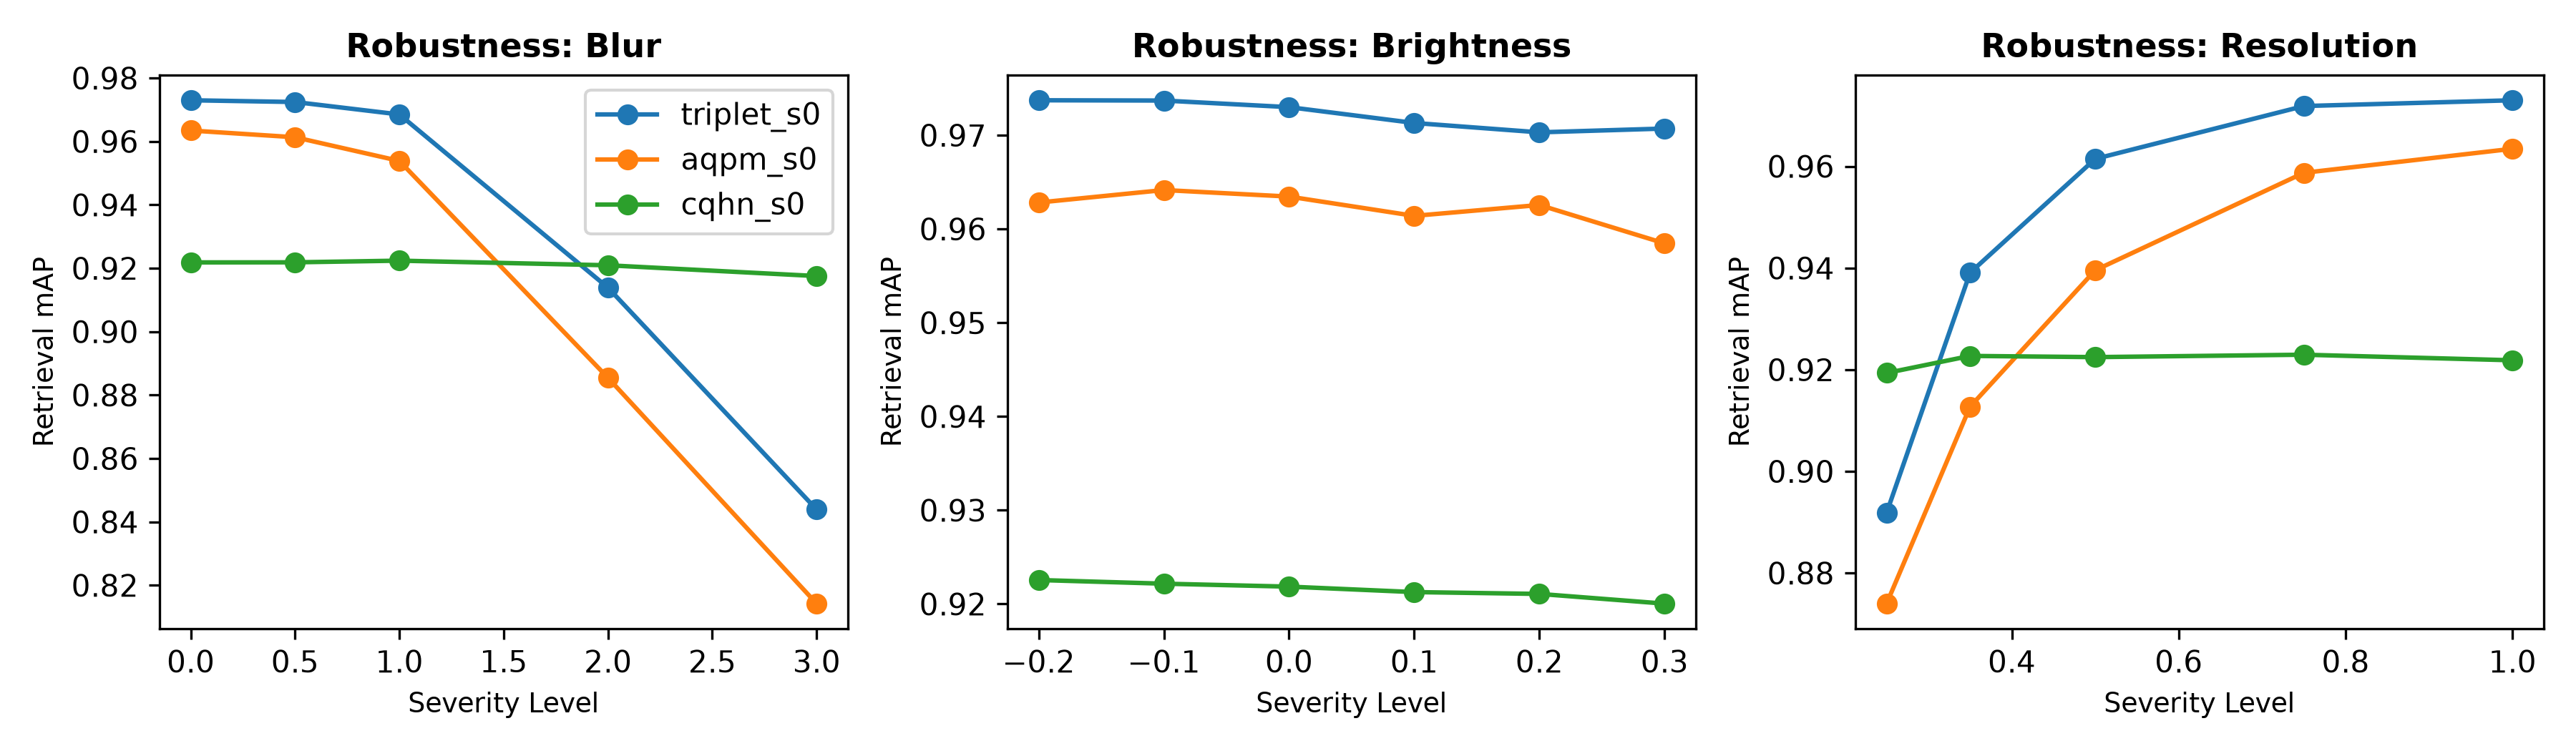 Robustness: Blur
Retrieval mAP
0.98
0.96
0.94
0.92
0.90
0.88
0.86
0.84
0.82
triplet_s0
aqpm_s0
cqhn_s0
0.0 0.5 1.0 1.5 2.0 2.5 3.0
Severity Level
Robustness: Brightness
Retrieval mAP
0.97
0.96
0.95
0.94
0.93
0.92
−0.2 −0.1 0.0 0.1 0.2 0.3
Severity Level
Robustness: Resolution
Retrieval mAP
0.96
0.94
0.92
0.90
0.88
0.4 0.6 0.8 1.0
Severity Level